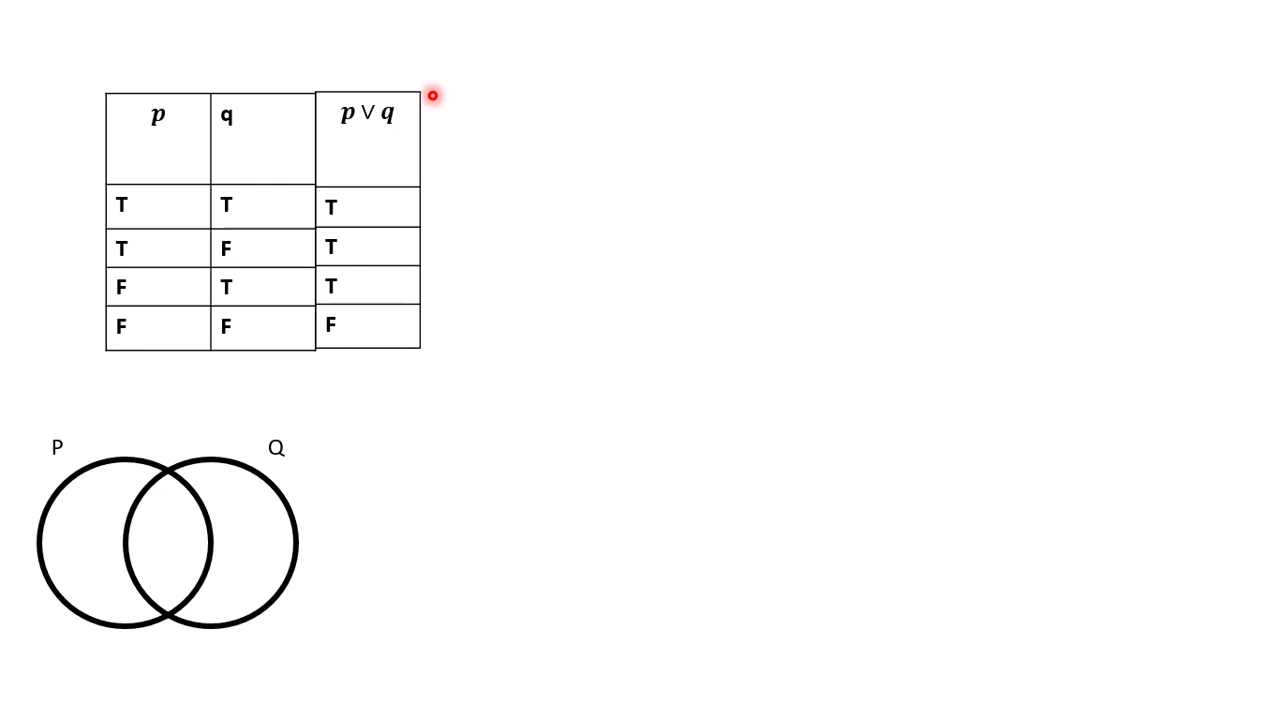 p q p ∨ q
T T T
T F T
F T T
F F F
P Q